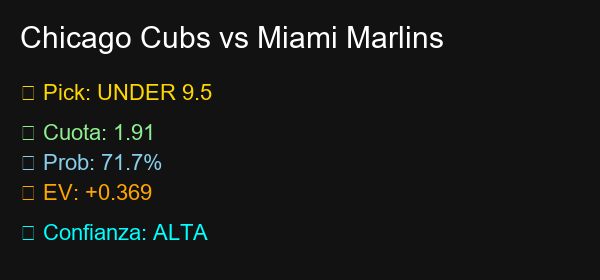 Chicago Cubs vs Miami Marlins
Pick: UNDER 9.5
Cuota: 1.91
Prob: 71.7%
EV: +0.369
Confianza: ALTA